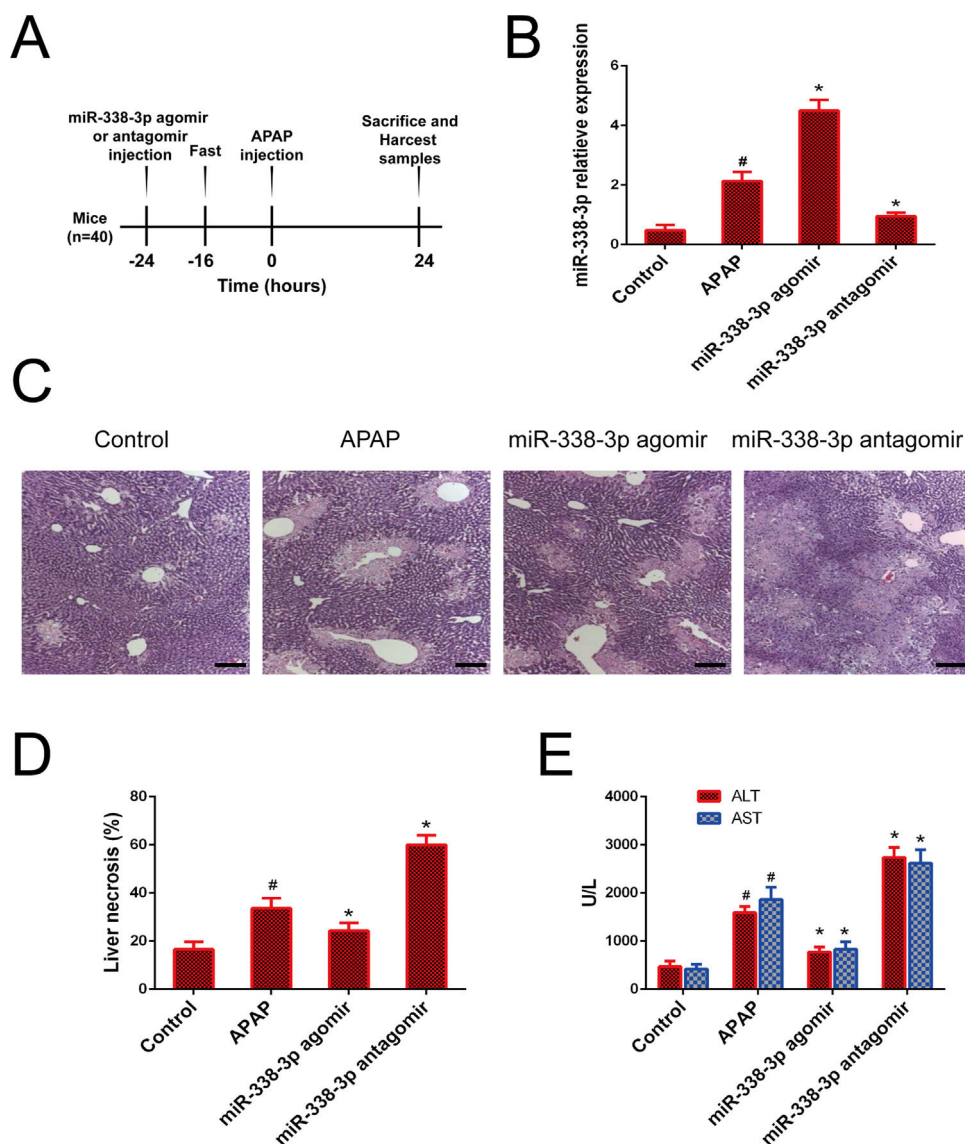 A
miR-338-3p agomir
or antagomir
injection
Fast
APAP
injection
Sacrifice and
Harcest
samples
Mice
(n=40)
-24
-16
0
24
Time (hours)
B
miR-338-3p reletiave expression
6
4
2
0
#
*
*
Control
APAP
miR-338-3p agomir
miR-338-3p antagomir
C
Control
APAP
miR-338-3p agomir
miR-338-3p antagomir
D
Liver necrosis (%)
80
60
40
20
0
#
*
*
Control
APAP
miR-338-3p agomir
miR-338-3p antagomir
E
U/L
4000
3000
2000
1000
0
ALT
AST
#
#
*
*
*
*
Control
APAP
miR-338-3p agomir
miR-338-3p antagomir